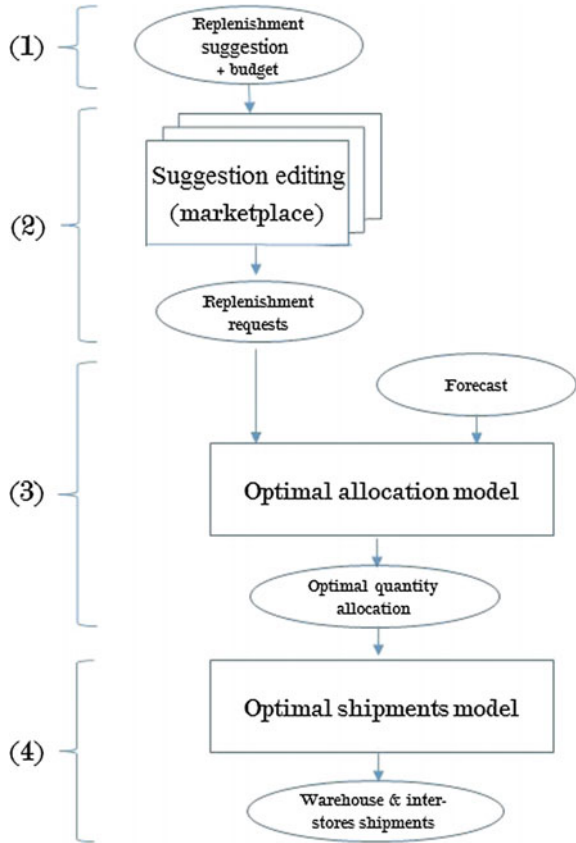 (1)
Replenishment
suggestion
+ budget
(2)
Suggestion editing
(marketplace)
Replenishment
requests
(3)
Forecast
Optimal allocation model
Optimal quantity
allocation
(4)
Optimal shipments model
Warehouse & inter-
stores shipments